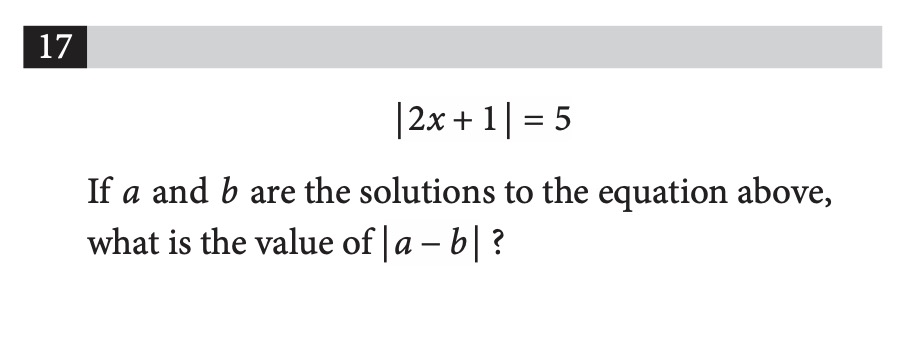 17
|2x + 1| = 5
If a and b are the solutions to the equation above,
what is the value of |a – b| ?